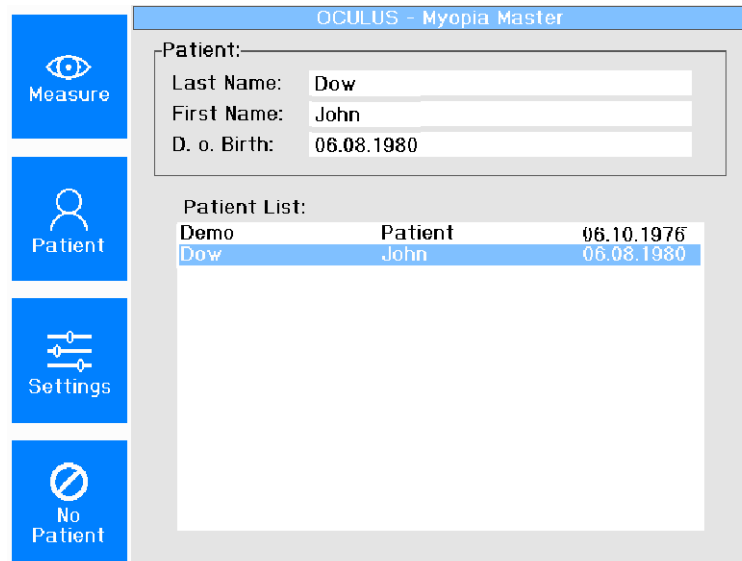 OCULUS - Myopia Master
Measure
Patient
Settings
No
Patient
Patient:
Last Name: Dow
First Name: John
D. o. Birth: 06.08.1980
Patient List:
Demo Patient 06.10.1976
Dow John 06.08.1980